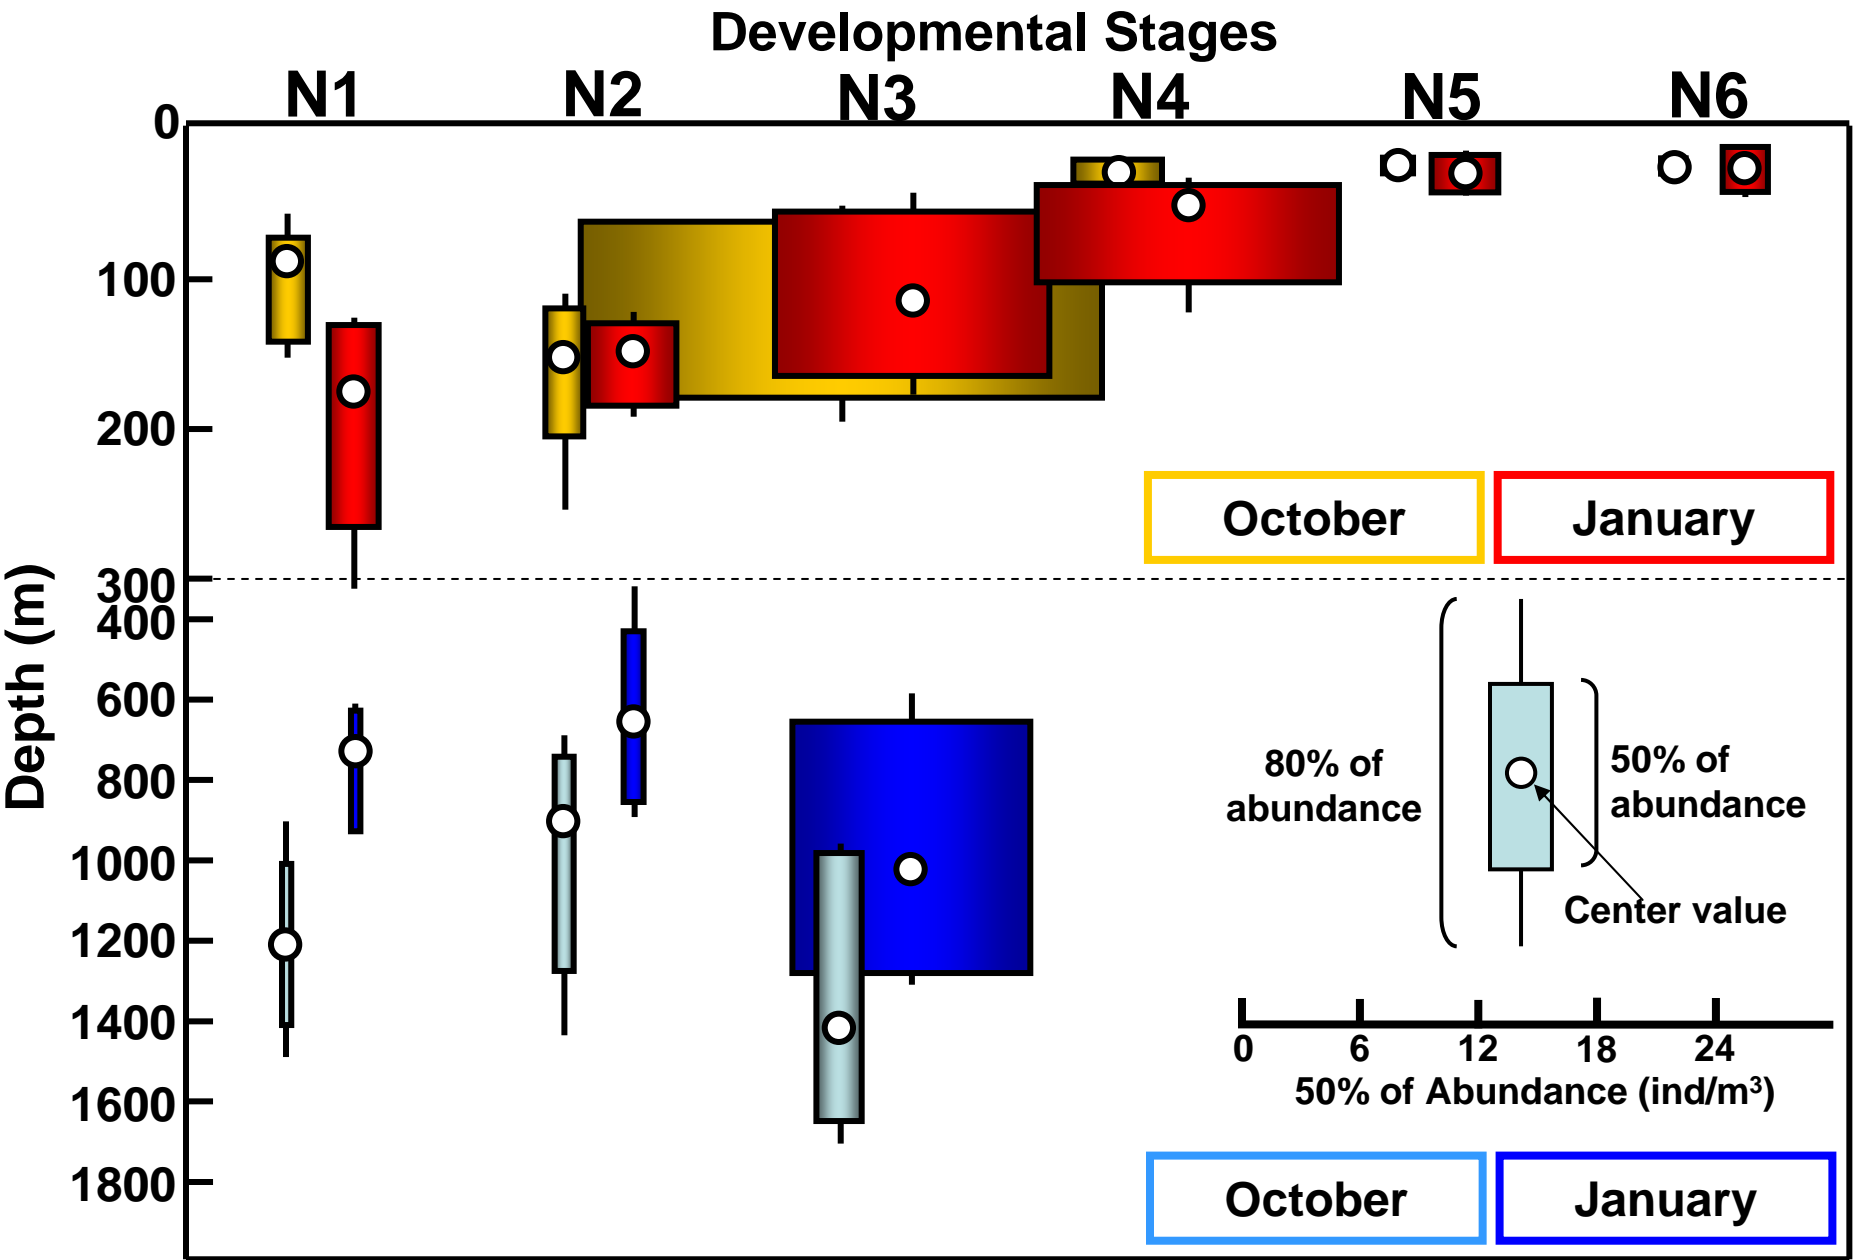 Developmental Stages
N1 N2 N3 N4 N5 N6
0
100
200
300
400
600
800
1000
1200
1400
1600
1800
Depth (m)
October January
80% of
abundance
50% of
abundance
Center value
0 6 12 18 24
50% of Abundance (ind/m³)
October January